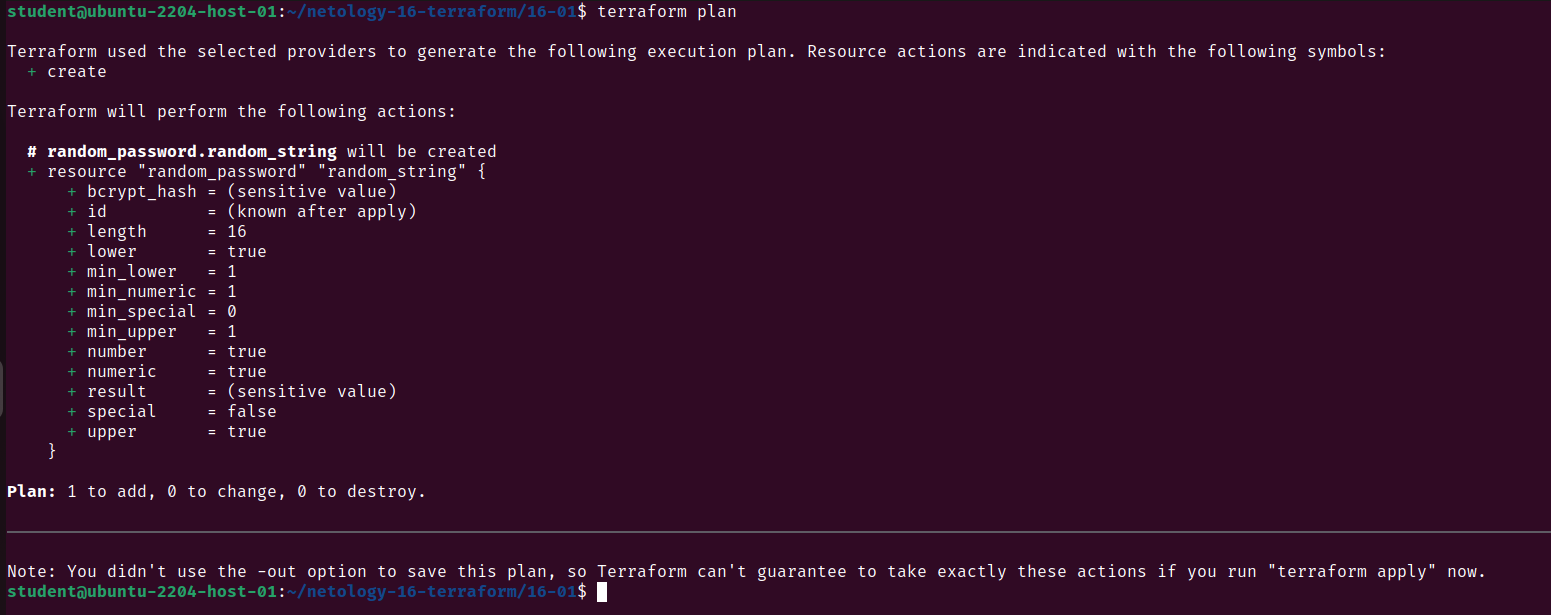 student@ubuntu-2204-host-01:~/netology-16-terraform/16-01$ terraform plan
Terraform used the selected providers to generate the following execution plan. Resource actions are indicated with the following symbols:
  + create
Terraform will perform the following actions:
  # random_password.random_string will be created
  + resource "random_password" "random_string" {
      + bcrypt_hash = (sensitive value)
      + id          = (known after apply)
      + length      = 16
      + lower       = true
      + min_lower   = 1
      + min_numeric = 1
      + min_special = 0
      + min_upper   = 1
      + number      = true
      + numeric     = true
      + result      = (sensitive value)
      + special     = false
      + upper       = true
    }
Plan: 1 to add, 0 to change, 0 to destroy.
Note: You didn't use the -out option to save this plan, so Terraform can't guarantee to take exactly these actions if you run "terraform apply" now.
student@ubuntu-2204-host-01:~/netology-16-terraform/16-01$